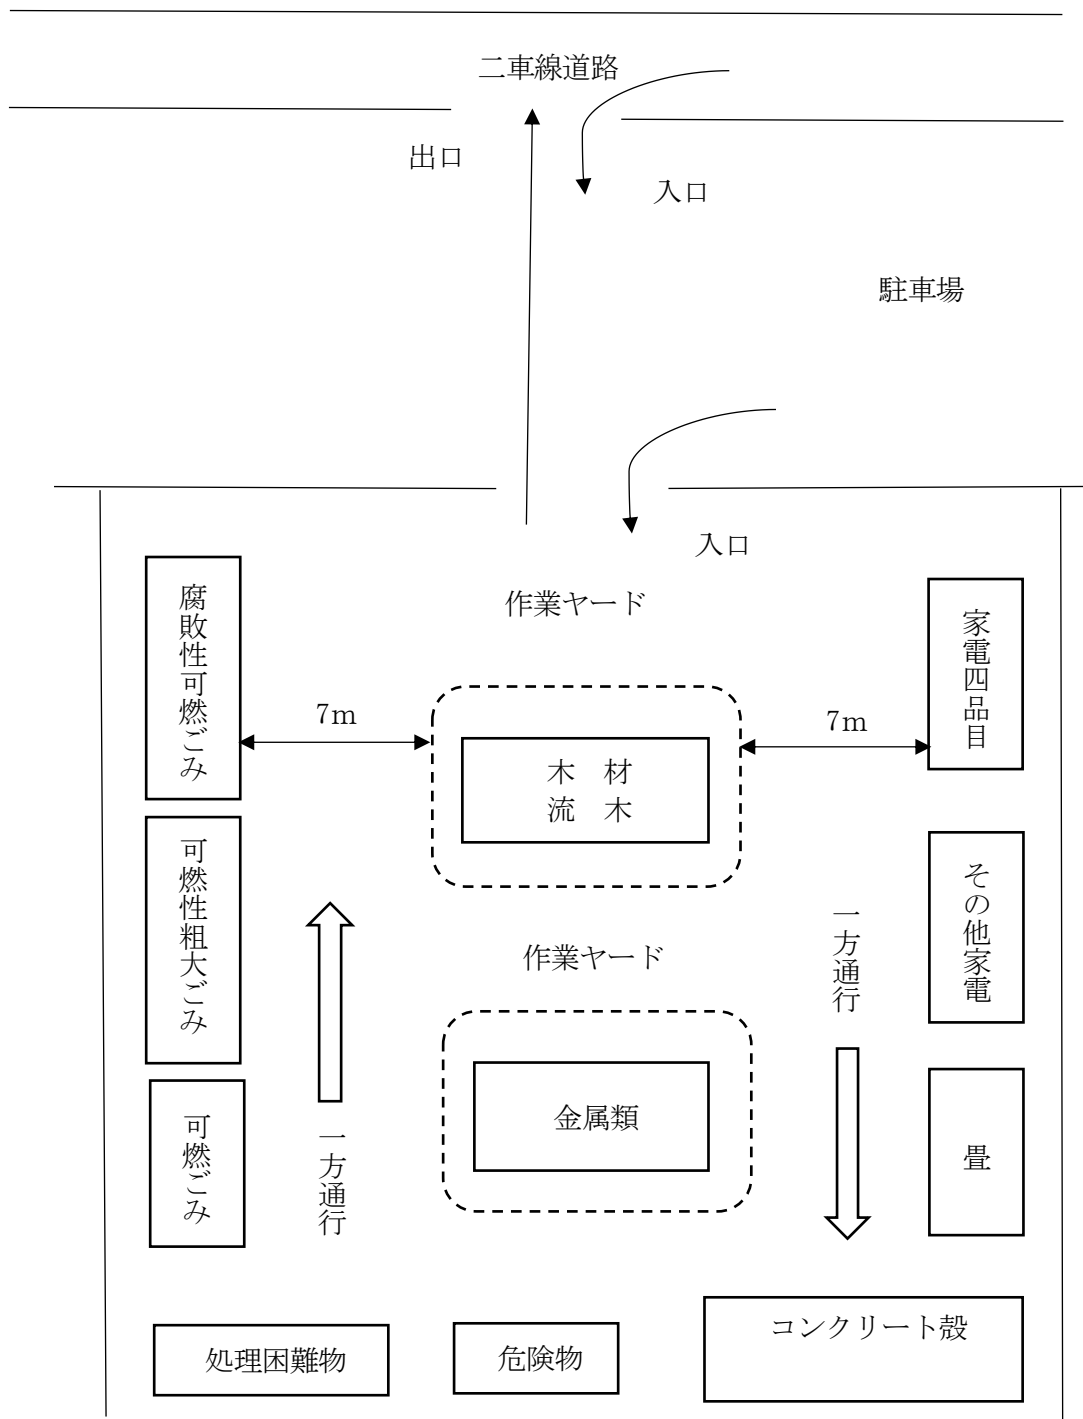 二車線道路
出口
入口
駐車場
入口
作業ヤード
腐敗性可燃ごみ
家電四品目
7m
7m
木　材
流　木
可燃性粗大ごみ
その他家電
一方通行
作業ヤード
金属類
可燃ごみ
一方通行
畳
コンクリート殻
処理困難物
危険物